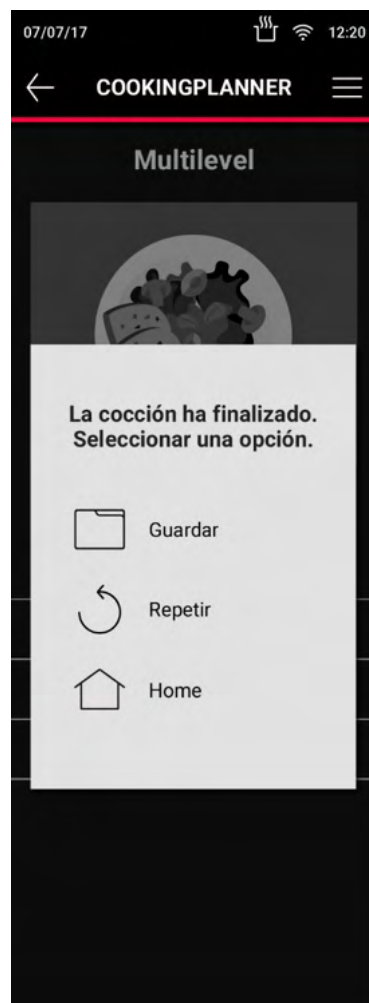 07/07/17 12:20
COOKINGPLANNER
Multilevel
La cocción ha finalizado.
Seleccionar una opción.
Guardar
Repetir
Home